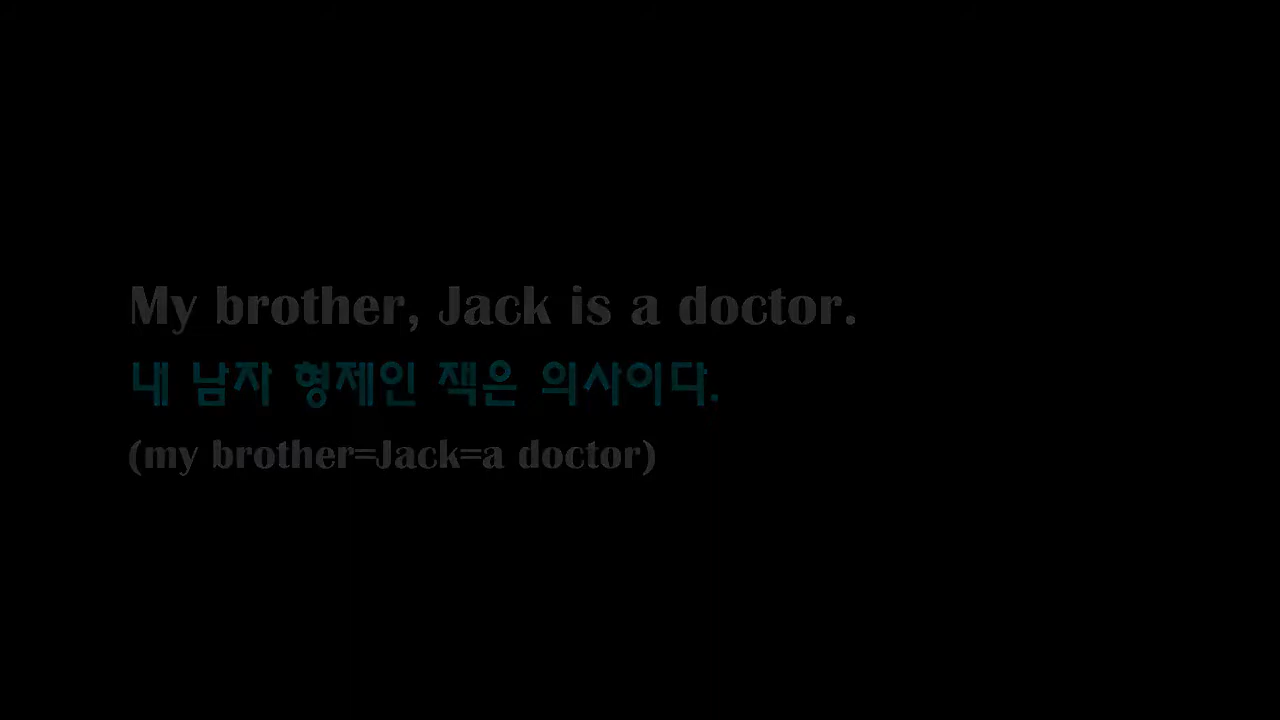 My brother, Jack is a doctor.
내 남자 형제인 잭은 의사이다.
(my brother=Jack=a doctor)